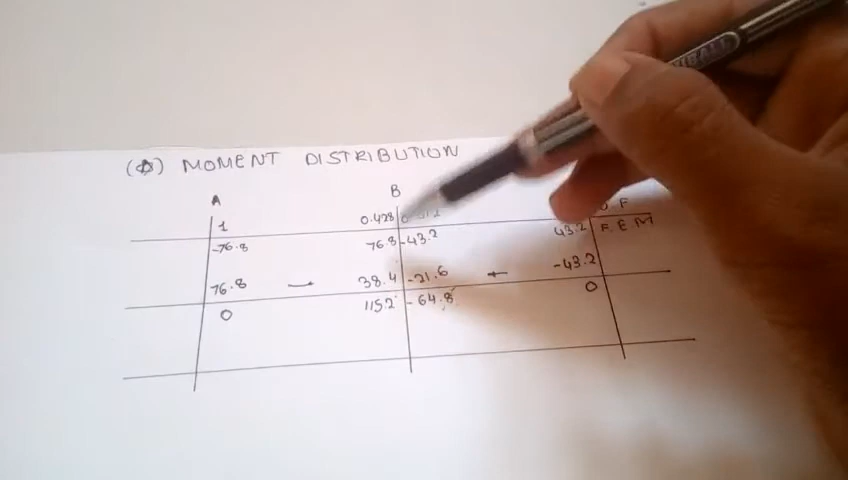 MOMENT DISTRIBUTION
A B
1 0.428 F
-76.8 76.8 -43.2 43.2 F E M
76.8 → 38.4 -21.6 ← -43.2
0 115.2 -64.8 0